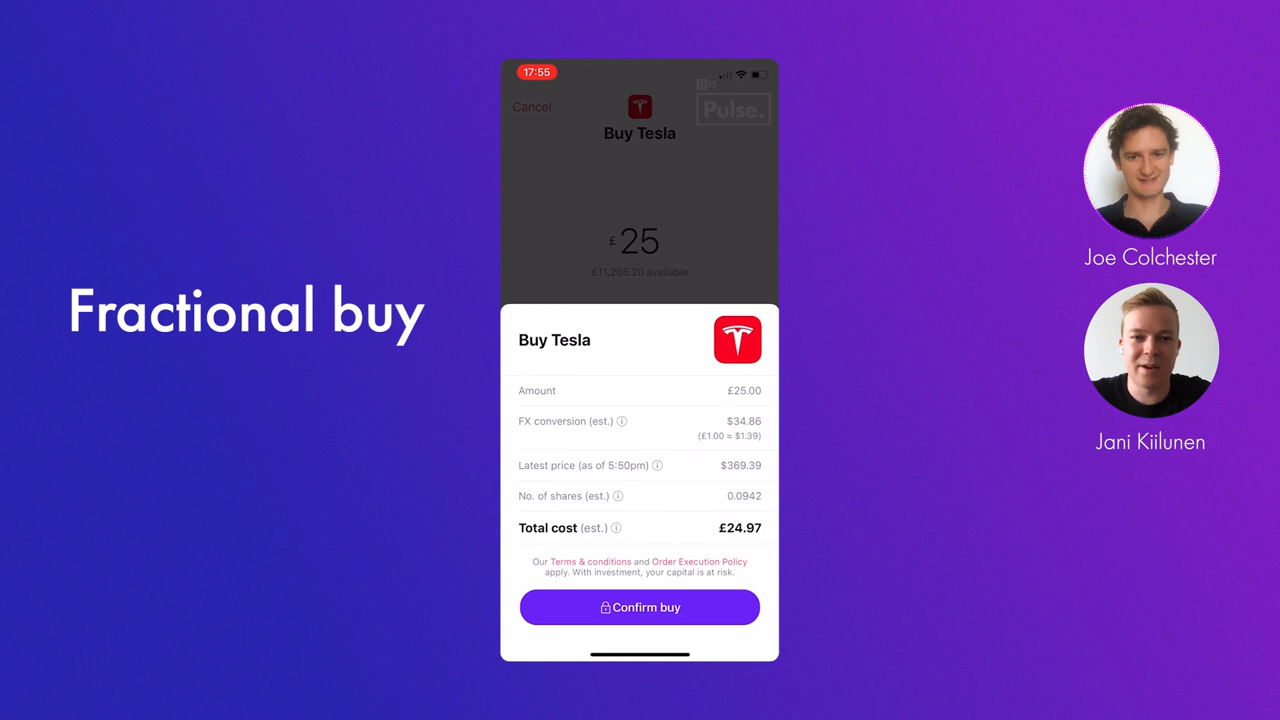 Fractional buy
17:55
Cancel
11:FS
Pulse.
Buy Tesla
£25
£11,265.20 available
Buy Tesla
Amount £25.00
FX conversion (est.) $34.86
(£1.00 ≈ $1.39)
Latest price (as of 5:50pm) $369.39
No. of shares (est.) 0.0942
Total cost (est.) £24.97
Our Terms & conditions and Order Execution Policy
apply. With investment, your capital is at risk.
Confirm buy
Joe Colchester
Jani Kiilunen